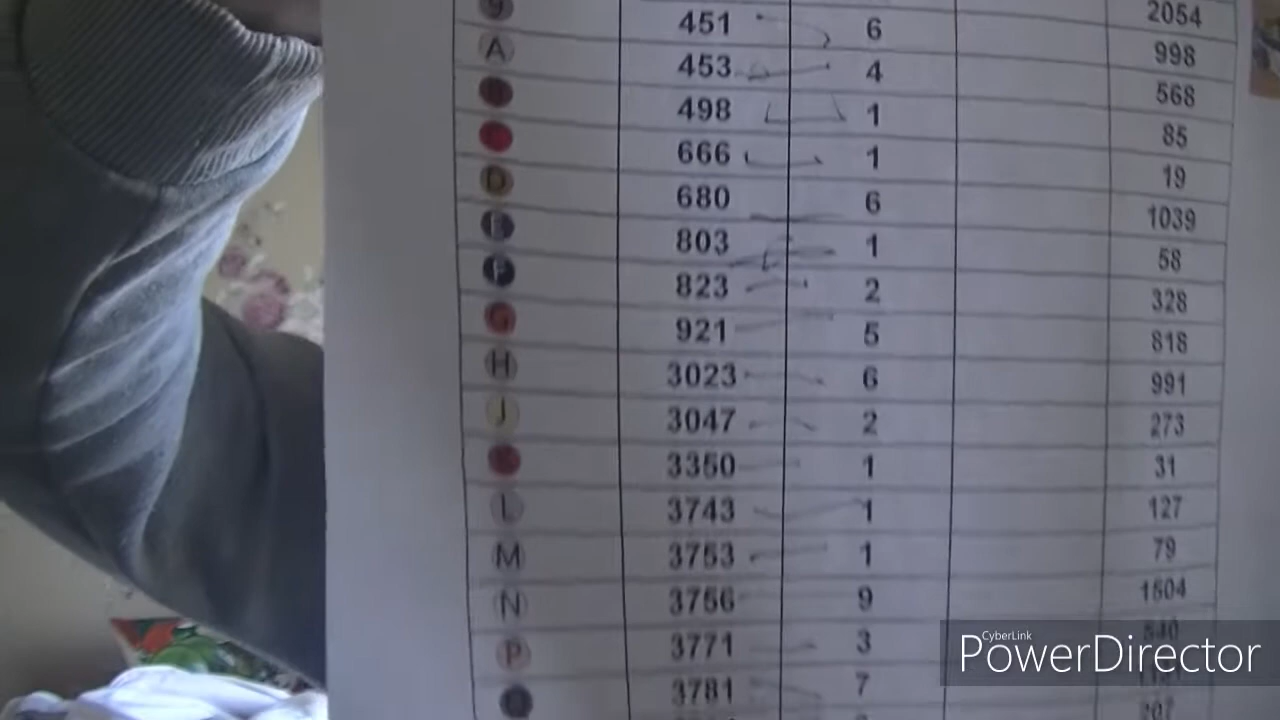 9 451 6 2054
A 453 4 998
498 1 568
666 1 85
D 680 6 19
E 803 1 1039
F 823 2 58
G 921 5 328
H 3023 6 818
J 3047 2 991
3350 1 273
L 3743 1 31
M 3753 1 127
N 3756 9 79
P 3771 3 1504
3781 7
CyberLink
PowerDirector